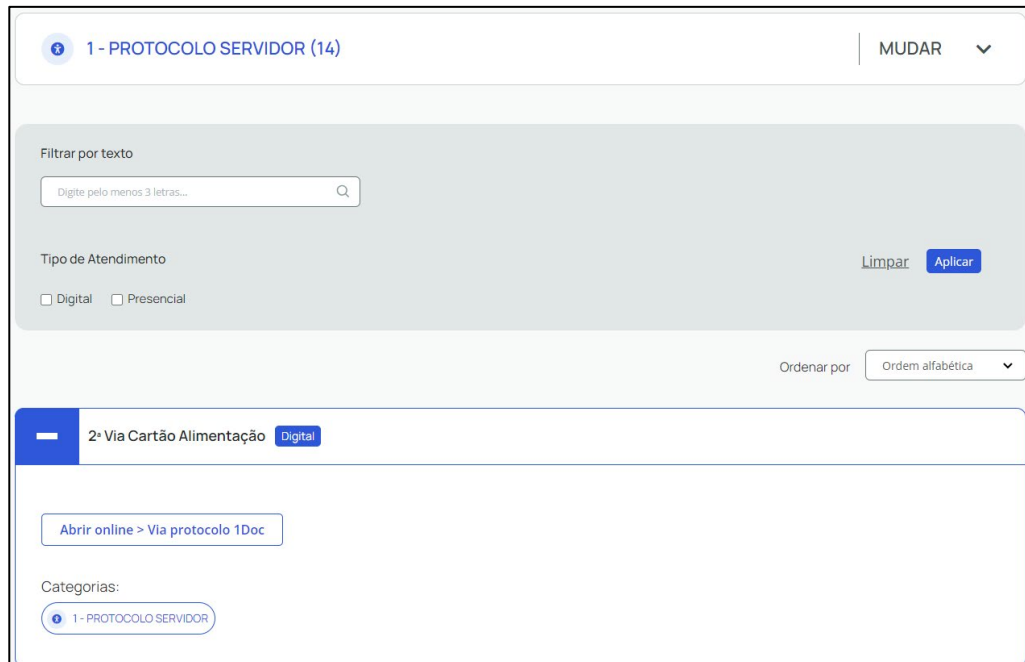 1 - PROTOCOLO SERVIDOR (14)
MUDAR
Filtrar por texto
Digite pelo menos 3 letras...
Tipo de Atendimento
Limpar
Aplicar
Digital
Presencial
Ordenar por
Ordem alfabética
2ª Via Cartão Alimentação
Digital
Abrir online > Via protocolo 1Doc
Categorias:
1 - PROTOCOLO SERVIDOR